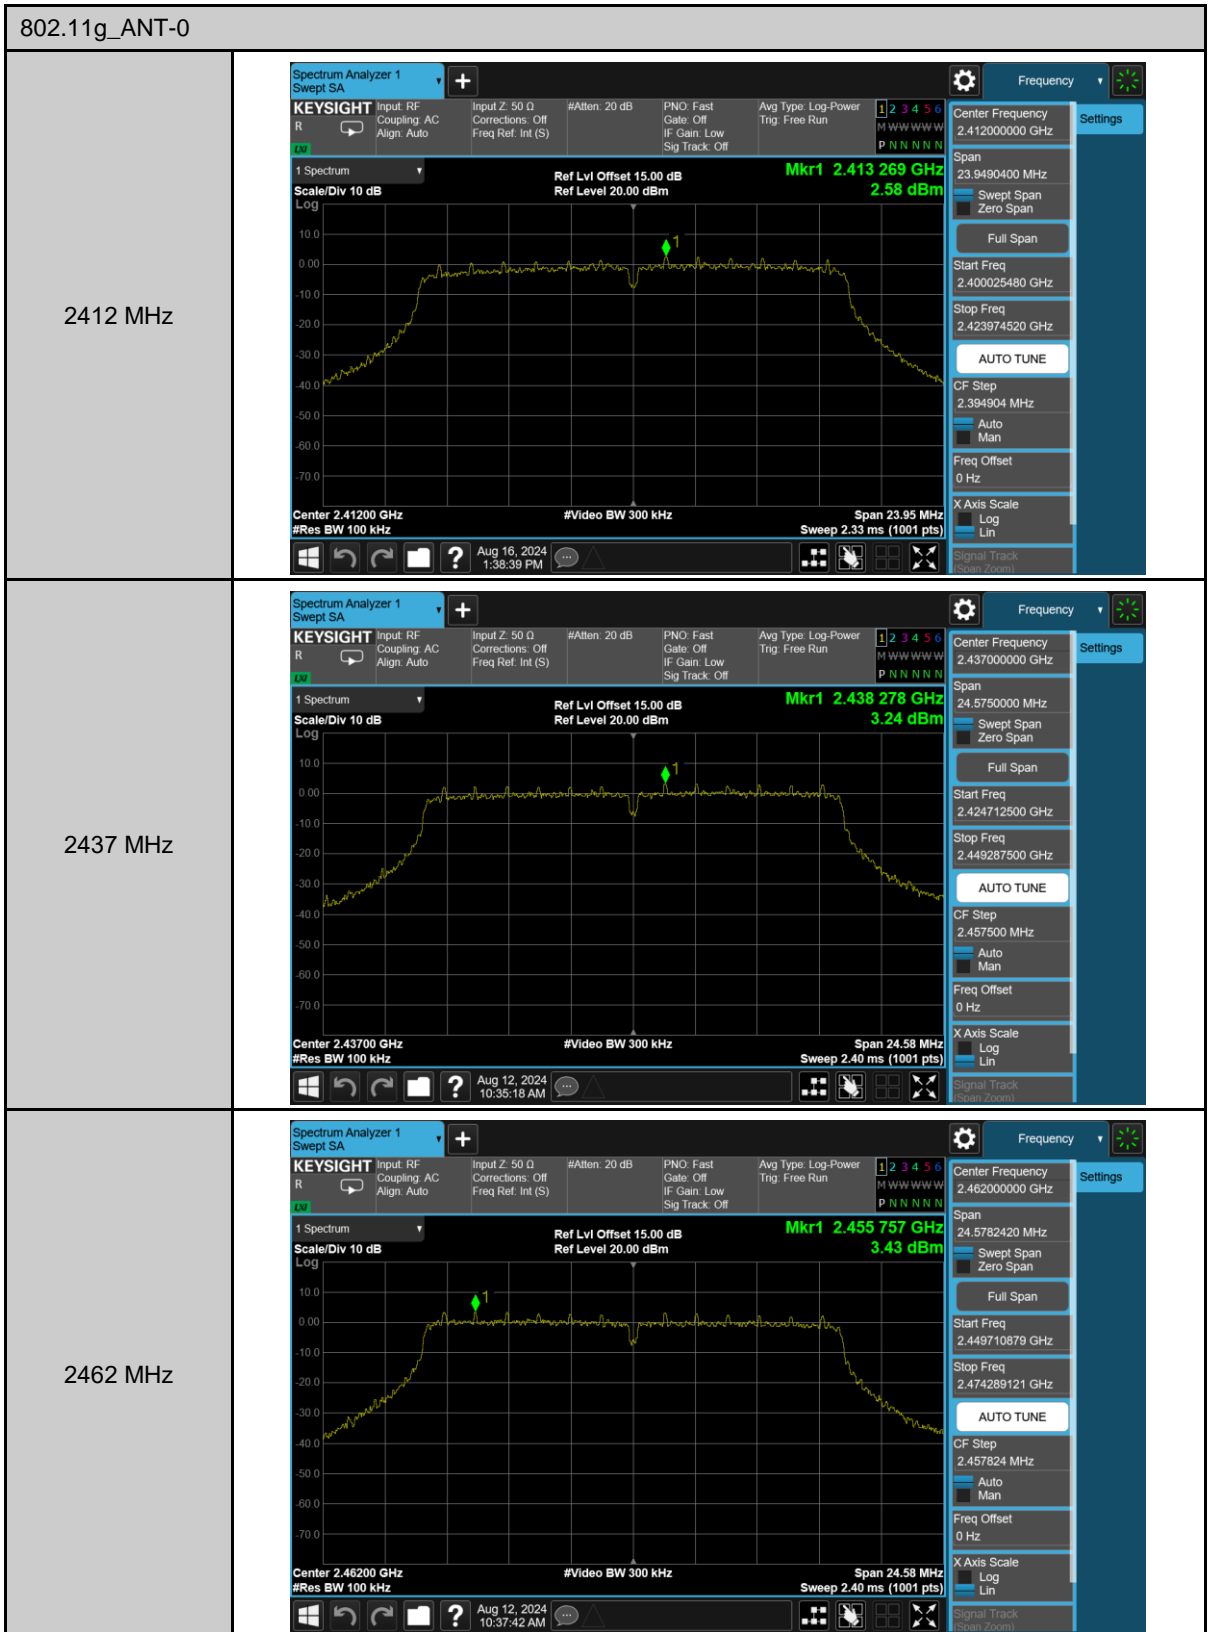 802.11g_ANT-0
2412 MHz
Spectrum Analyzer 1
Swept SA
Frequency
KEYSIGHT
R
LXI
Input: RF
Coupling: AC
Align: Auto
Input Z: 50 Ω
Corrections: Off
Freq Ref: Int (S)
#Atten: 20 dB
PNO: Fast
Gate: Off
IF Gain: Low
Sig Track: Off
Avg Type: Log-Power
Trig: Free Run
1 2 3 4 5 6
M W W W W W
P N N N N N
1 Spectrum
Scale/Div 10 dB
Log
Ref Lvl Offset 15.00 dB
Ref Level 20.00 dBm
Mkr1 2.413 269 GHz
2.58 dBm
1
10.0
0.00
-10.0
-20.0
-30.0
-40.0
-50.0
-60.0
-70.0
Center 2.41200 GHz
#Res BW 100 kHz
#Video BW 300 kHz
Span 23.95 MHz
Sweep 2.33 ms (1001 pts)
?
Aug 16, 2024
1:38:39 PM
Center Frequency
2.412000000 GHz
Settings
Span
23.9490400 MHz
Swept Span
Zero Span
Full Span
Start Freq
2.400025480 GHz
Stop Freq
2.423974520 GHz
AUTO TUNE
CF Step
2.394904 MHz
Auto
Man
Freq Offset
0 Hz
X Axis Scale
Log
Lin
Signal Track
(Span Zoom)
2437 MHz
Spectrum Analyzer 1
Swept SA
Frequency
KEYSIGHT
R
LXI
Input: RF
Coupling: AC
Align: Auto
Input Z: 50 Ω
Corrections: Off
Freq Ref: Int (S)
#Atten: 20 dB
PNO: Fast
Gate: Off
IF Gain: Low
Sig Track: Off
Avg Type: Log-Power
Trig: Free Run
1 2 3 4 5 6
M W W W W W
P N N N N N
1 Spectrum
Scale/Div 10 dB
Log
Ref Lvl Offset 15.00 dB
Ref Level 20.00 dBm
Mkr1 2.438 278 GHz
3.24 dBm
1
10.0
0.00
-10.0
-20.0
-30.0
-40.0
-50.0
-60.0
-70.0
Center 2.43700 GHz
#Res BW 100 kHz
#Video BW 300 kHz
Span 24.58 MHz
Sweep 2.40 ms (1001 pts)
?
Aug 12, 2024
10:35:18 AM
Center Frequency
2.437000000 GHz
Settings
Span
24.5750000 MHz
Swept Span
Zero Span
Full Span
Start Freq
2.424712500 GHz
Stop Freq
2.449287500 GHz
AUTO TUNE
CF Step
2.457500 MHz
Auto
Man
Freq Offset
0 Hz
X Axis Scale
Log
Lin
Signal Track
(Span Zoom)
2462 MHz
Spectrum Analyzer 1
Swept SA
Frequency
KEYSIGHT
R
LXI
Input: RF
Coupling: AC
Align: Auto
Input Z: 50 Ω
Corrections: Off
Freq Ref: Int (S)
#Atten: 20 dB
PNO: Fast
Gate: Off
IF Gain: Low
Sig Track: Off
Avg Type: Log-Power
Trig: Free Run
1 2 3 4 5 6
M W W W W W
P N N N N N
1 Spectrum
Scale/Div 10 dB
Log
Ref Lvl Offset 15.00 dB
Ref Level 20.00 dBm
Mkr1 2.455 757 GHz
3.43 dBm
1
10.0
0.00
-10.0
-20.0
-30.0
-40.0
-50.0
-60.0
-70.0
Center 2.46200 GHz
#Res BW 100 kHz
#Video BW 300 kHz
Span 24.58 MHz
Sweep 2.40 ms (1001 pts)
?
Aug 12, 2024
10:37:42 AM
Center Frequency
2.462000000 GHz
Settings
Span
24.5782420 MHz
Swept Span
Zero Span
Full Span
Start Freq
2.449710879 GHz
Stop Freq
2.474289121 GHz
AUTO TUNE
CF Step
2.457824 MHz
Auto
Man
Freq Offset
0 Hz
X Axis Scale
Log
Lin
Signal Track
(Span Zoom)